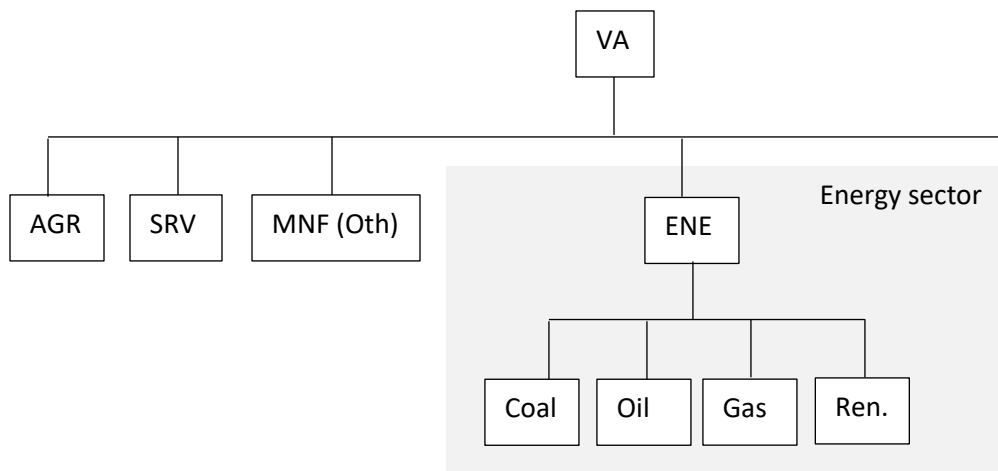 VA
AGR
SRV
MNF (Oth)
Energy sector
ENE
Coal
Oil
Gas
Ren.